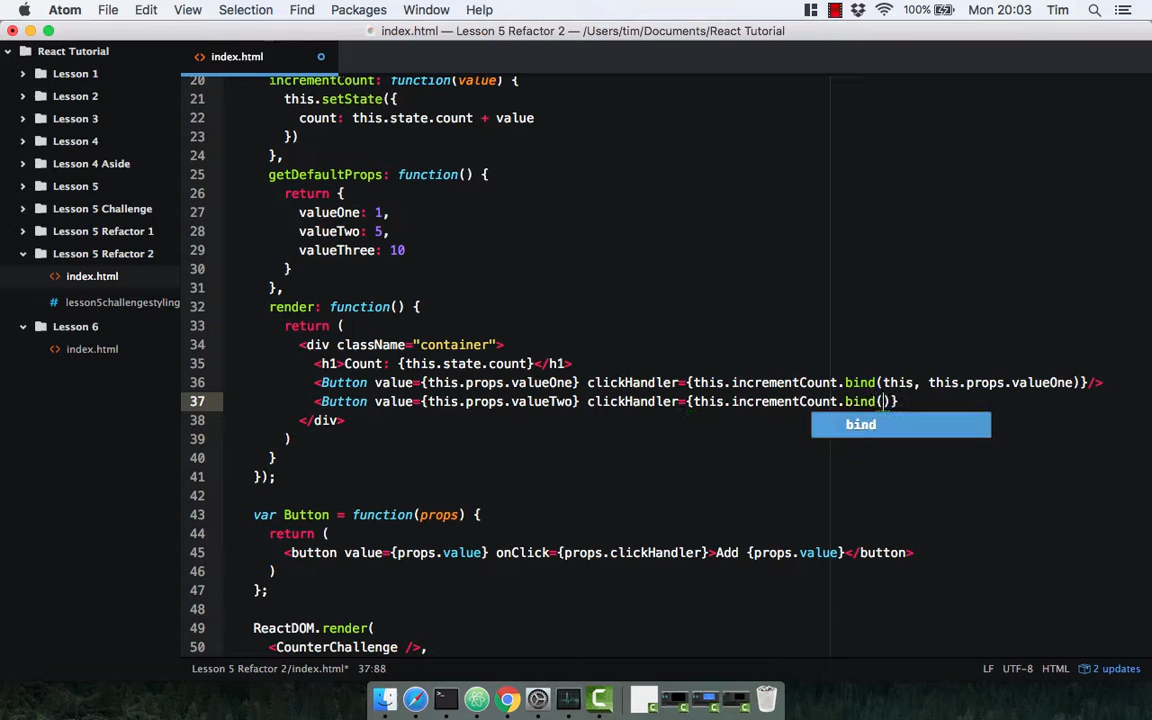 Atom File Edit View Selection Find Packages Window Help 100% Mon 20:03 Tim
index.html — Lesson 5 Refactor 2 — /Users/tim/Documents/React Tutorial
React Tutorial
Lesson 1
Lesson 2
Lesson 3
Lesson 4
Lesson 4 Aside
Lesson 5
Lesson 5 Challenge
Lesson 5 Refactor 1
Lesson 5 Refactor 2
index.html
# lesson5challengestyling
Lesson 6
index.html
index.html
20 incrementCount: function(value) {
21 this.setState({
22 count: this.state.count + value
23 })
24 },
25 getDefaultProps: function() {
26 return {
27 valueOne: 1,
28 valueTwo: 5,
29 valueThree: 10
30 }
31 },
32 render: function() {
33 return (
34 <div className="container">
35 <h1>Count: {this.state.count}</h1>
36 <Button value={this.props.valueOne} clickHandler={this.incrementCount.bind(this, this.props.valueOne)}/>
37 <Button value={this.props.valueTwo} clickHandler={this.incrementCount.bind()}
bind
38 </div>
39 )
40 }
41 });
42
43 var Button = function(props) {
44 return (
45 <button value={props.value} onClick={props.clickHandler}>Add {props.value}</button>
46 )
47 };
48
49 ReactDOM.render(
50 <CounterChallenge />,
Lesson 5 Refactor 2/index.html* 37:88 LF UTF-8 HTML 2 updates